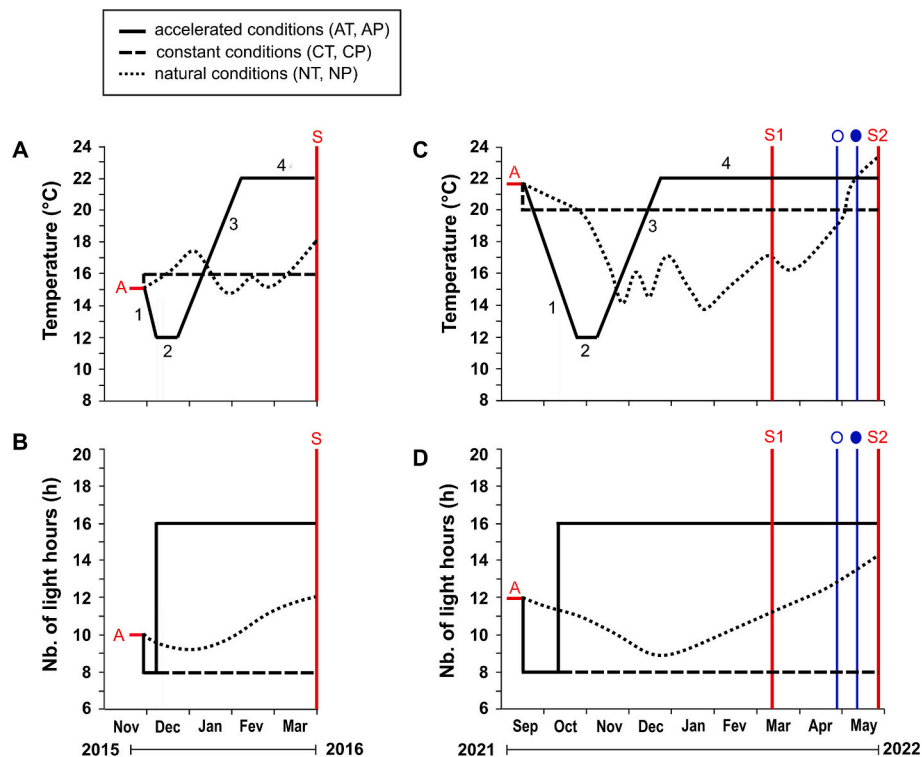 accelerated conditions (AT, AP)
constant conditions (CT, CP)
natural conditions (NT, NP)
A
Temperature (°C)
24
22
20
18
16
14
12
10
8
A
1
2
3
4
S
C
Temperature (°C)
24
22
20
18
16
14
12
10
8
A
1
2
3
4
S1
S2
B
Nb. of light hours (h)
20
18
16
14
12
10
8
6
A
S
Nov Dec Jan Fev Mar
2015 2016
D
Nb. of light hours (h)
20
18
16
14
12
10
8
6
A
S1
S2
Sep Oct Nov Dec Jan Feb Mar Apr May
2021 2022